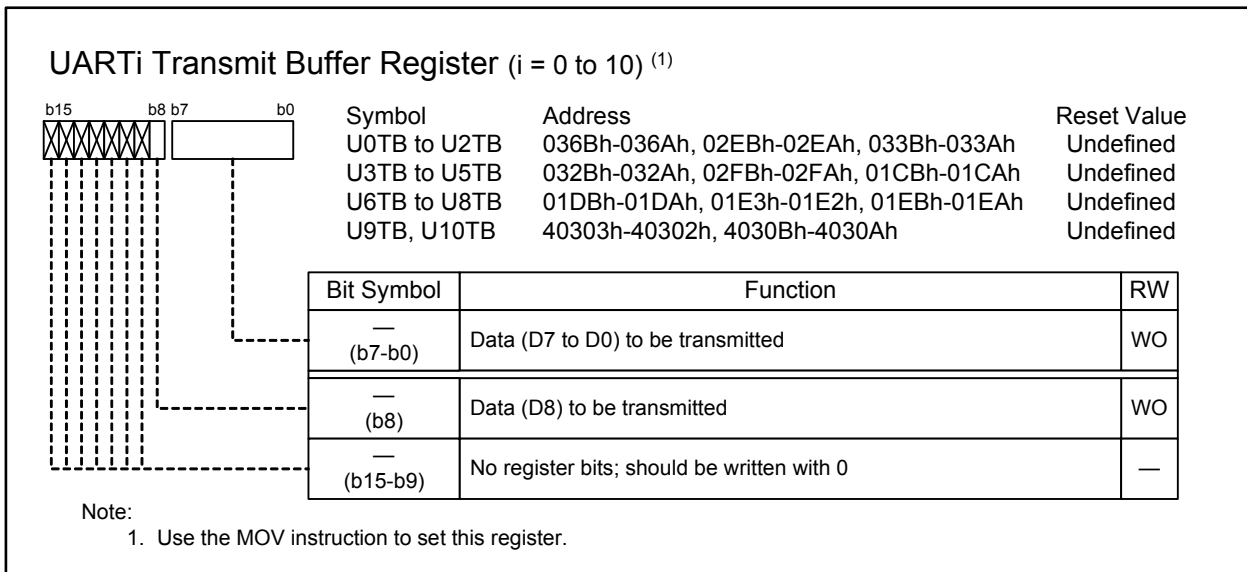 UARTi Transmit Buffer Register (i = 0 to 10) (1)
b15 b8 b7 b0
Symbol Address Reset Value
U0TB to U2TB 036Bh-036Ah, 02EBh-02EAh, 033Bh-033Ah Undefined
U3TB to U5TB 032Bh-032Ah, 02FBh-02FAh, 01CBh-01CAh Undefined
U6TB to U8TB 01DBh-01DAh, 01E3h-01E2h, 01EBh-01EAh Undefined
U9TB, U10TB 40303h-40302h, 4030Bh-4030Ah Undefined
Bit Symbol Function RW
—
(b7-b0) Data (D7 to D0) to be transmitted WO
—
(b8) Data (D8) to be transmitted WO
—
(b15-b9) No register bits; should be written with 0 —
Note:
1. Use the MOV instruction to set this register.